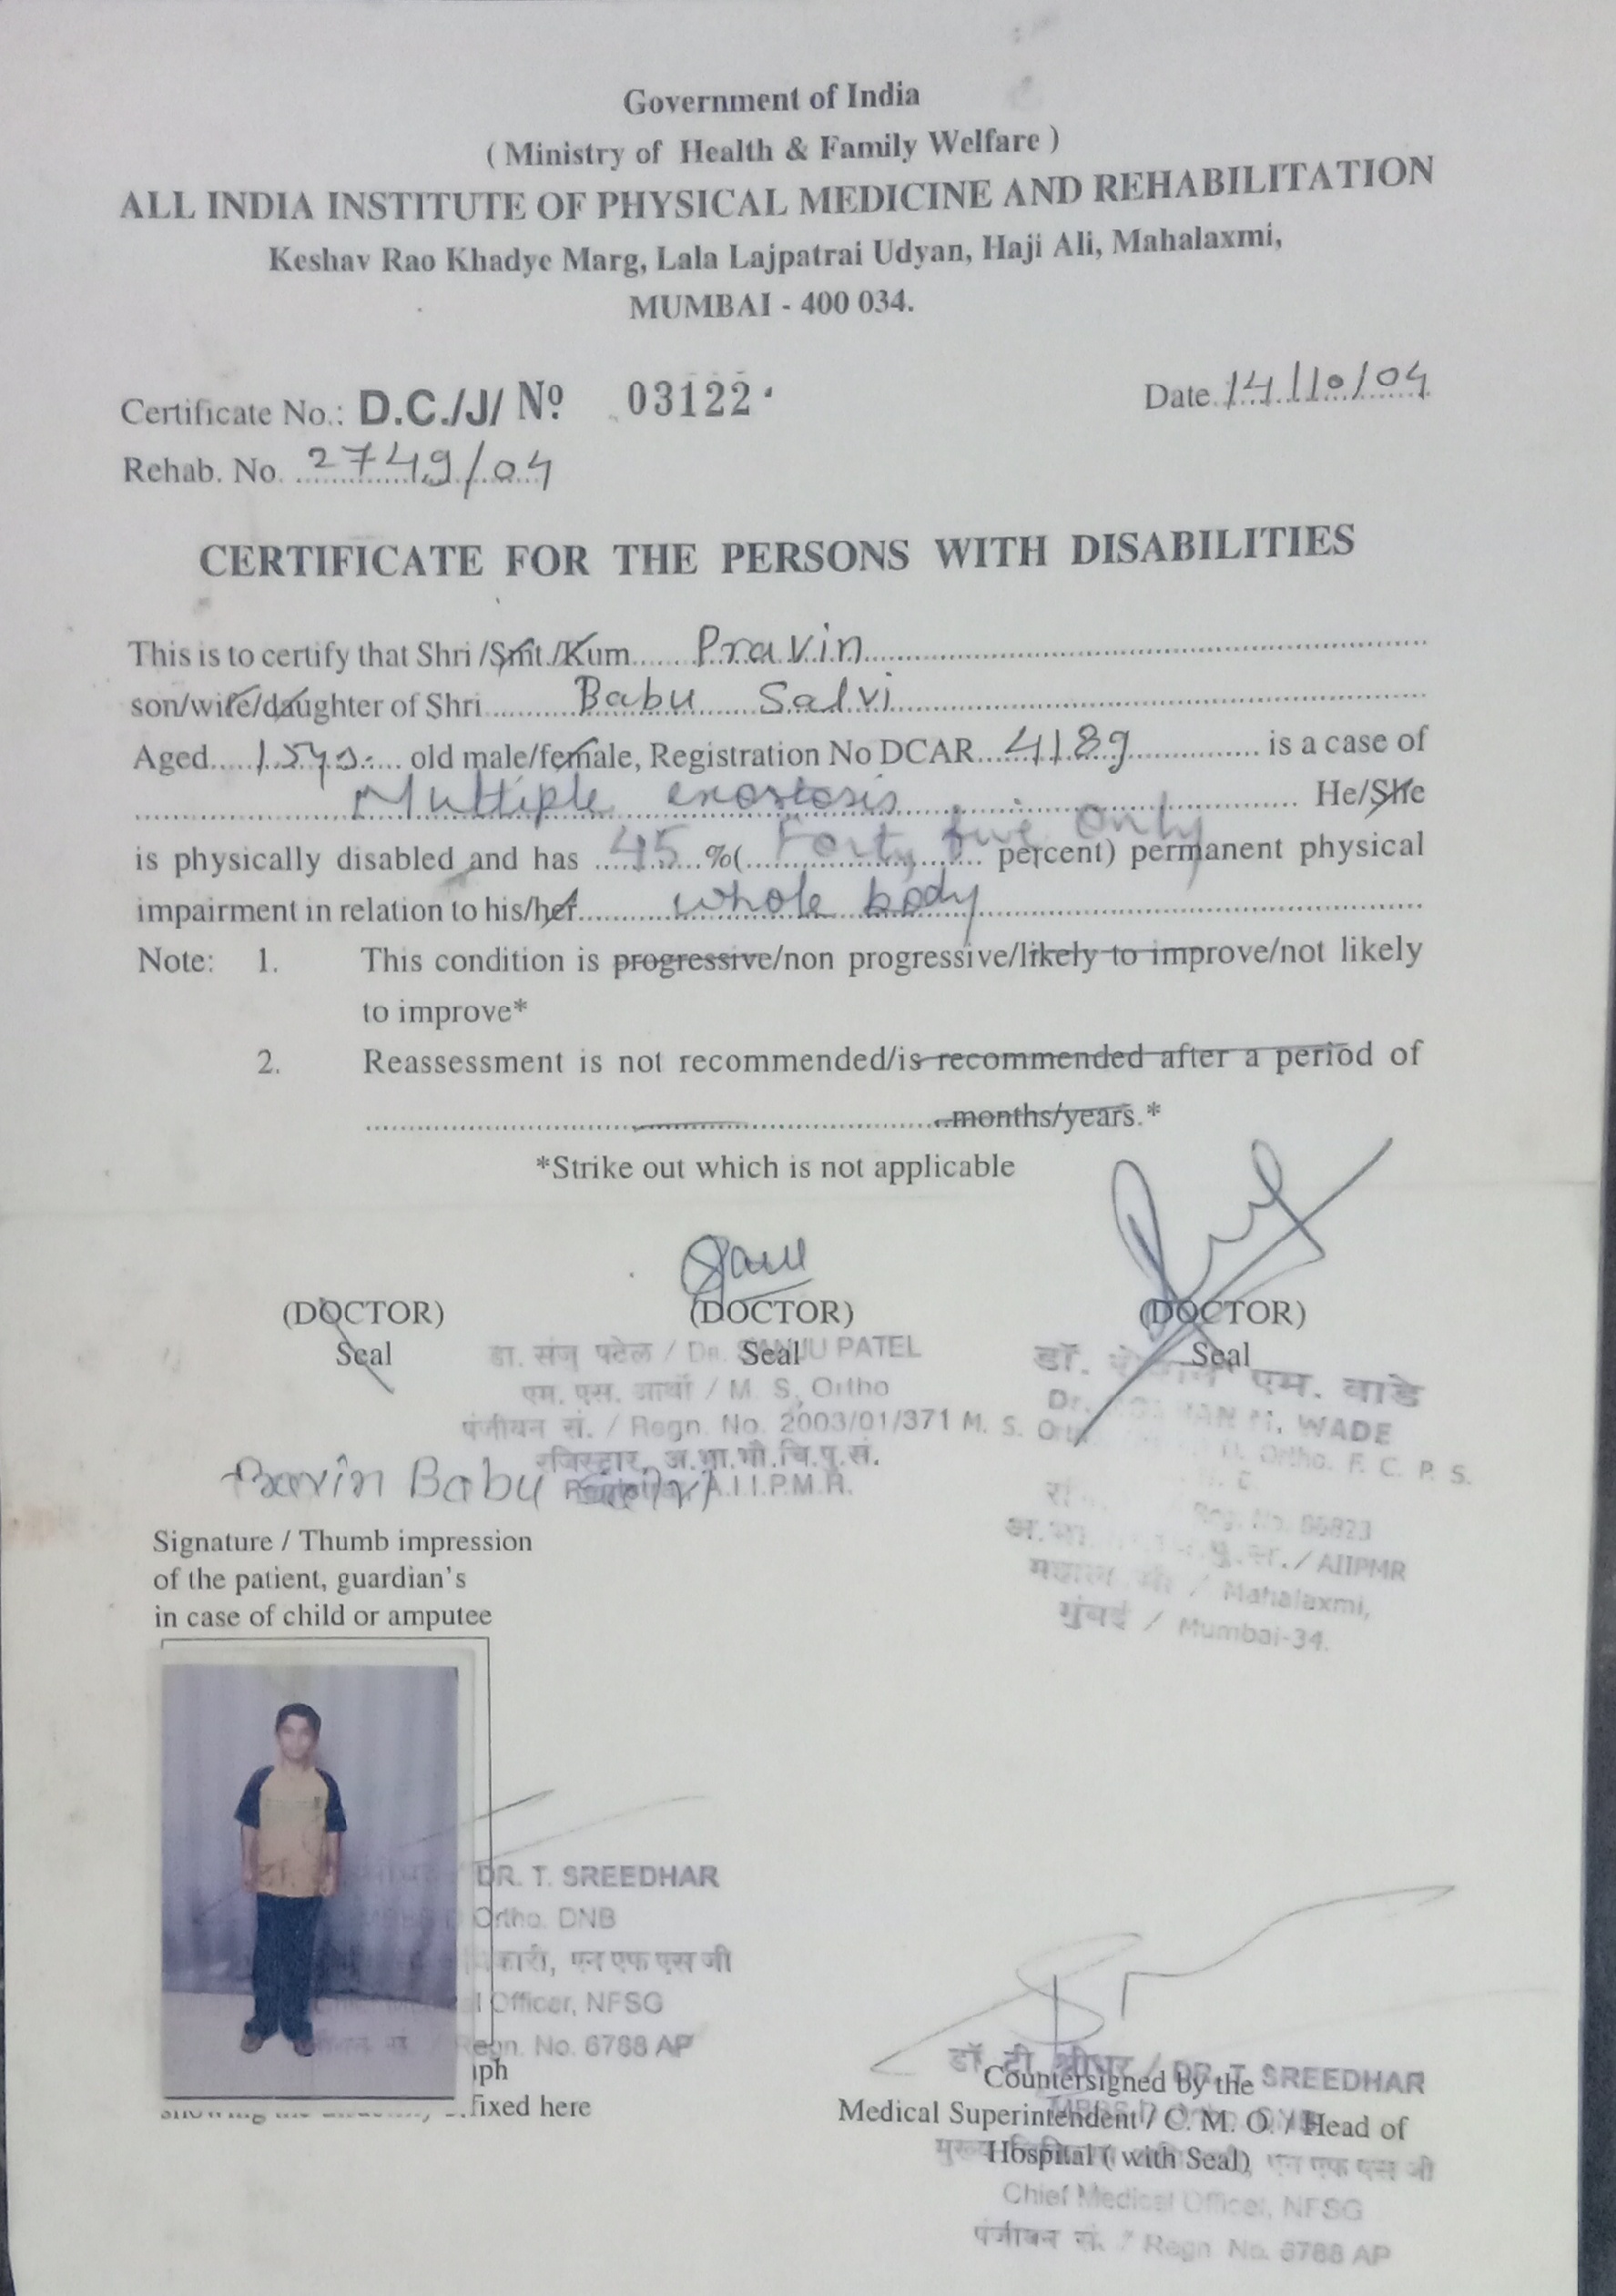 Government of India
( Ministry of Health & Family Welfare )
ALL INDIA INSTITUTE OF PHYSICAL MEDICINE AND REHABILITATION
Keshav Rao Khadye Marg, Lala Lajpatrai Udyan, Haji Ali, Mahalaxmi,
MUMBAI - 400 034.
Certificate No.: D.C./J/ Nº 03122
Date 14/10/04
Rehab. No. 2749/04
CERTIFICATE FOR THE PERSONS WITH DISABILITIES
This is to certify that Shri /Smt./Kum Pravin
son/wife/daughter of Shri Babu Salvi
Aged 15 yrs. old male/female, Registration No DCAR 4189 is a case of
Multiple exostosis He/She
is physically disabled and has 45 %( Forty five only percent) permanent physical
impairment in relation to his/her whole body
Note: 1. This condition is progressive/non progressive/likely to improve/not likely
to improve*
2. Reassessment is not recommended/is recommended after a period of
months/years.*
*Strike out which is not applicable
(DOCTOR) (DOCTOR) (DOCTOR)
Seal Seal Seal
डा. संजु पटेल / DR. SANJU PATEL
एम. एस. आर्थो / M. S. Ortho
पंजीयन सं. / Regn. No. 2003/01/371
रजिस्ट्रार, अ.भा.भौ.चि.पु.सं.
A.I.I.P.M.R.
डॉ. एम. वाडे
Dr. M. WADE
M. S. Ortho. F. C. P. S.
Reg. No. 86823
/ AIIPMR
/ Mahalaxmi,
मुंबई / Mumbai-34.
Pravin Babu Salvi
Signature / Thumb impression
of the patient, guardian's
in case of child or amputee
DR. T. SREEDHAR
Ortho. DNB
एन एफ एस जी
Officer, NFSG
Regn. No. 6788 AP
fixed here
डॉ. टी श्रीधर / DR. T. SREEDHAR
Countersigned by the
Medical Superintendent / C. M. O. / Head of
Hospital ( with Seal)
एन एफ एस जी
Chief Medical Officer, NFSG
पंजीयन सं. / Regn. No. 6788 AP